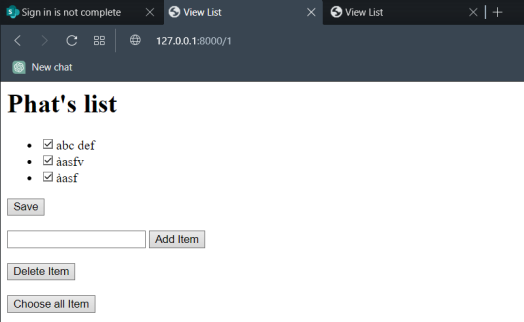 Sign in is not complete
View List
View List
127.0.0.1:8000/1
New chat
Phat's list
abc def
àasfv
àasf
Save
Add Item
Delete Item
Choose all Item